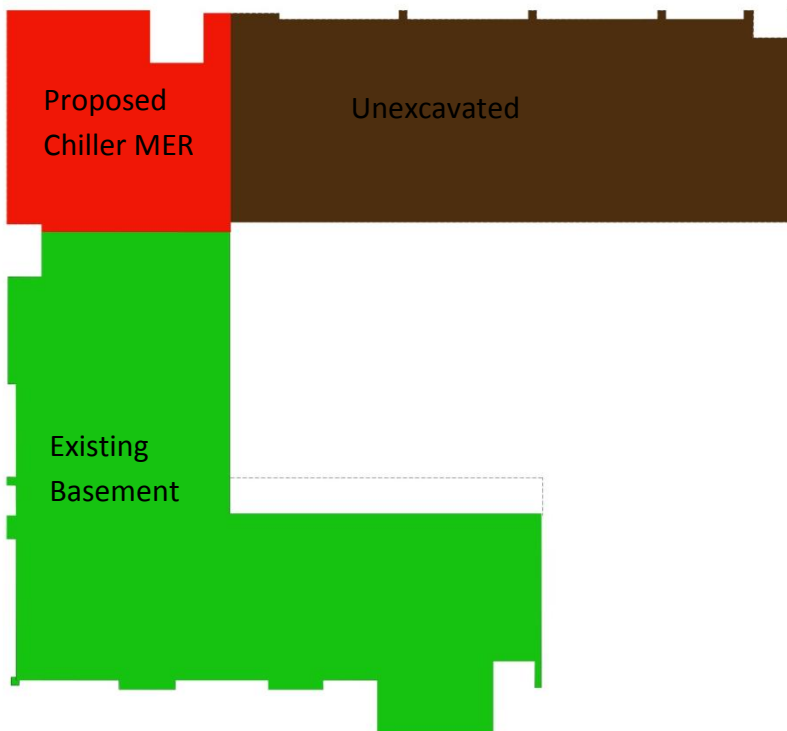 Proposed
Chiller MER
Unexcavated
Existing
Basement